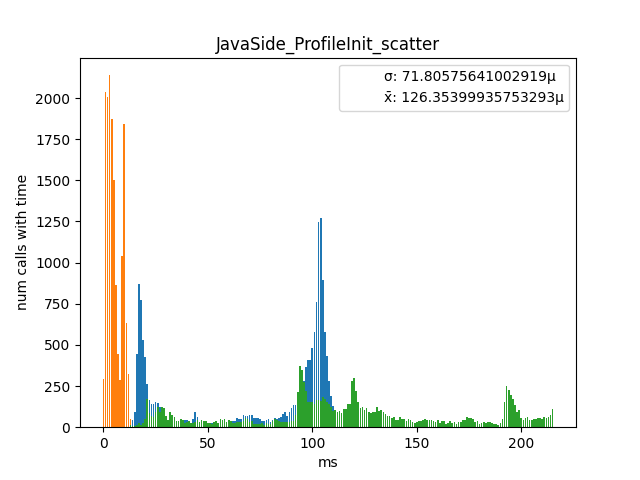 JavaSide_ProfileInit_scatter
σ: 71.80575641002919μ
x̄: 126.35399935753293μ
num calls with time
2000
1750
1500
1250
1000
750
500
250
0
0 50 100 150 200
ms